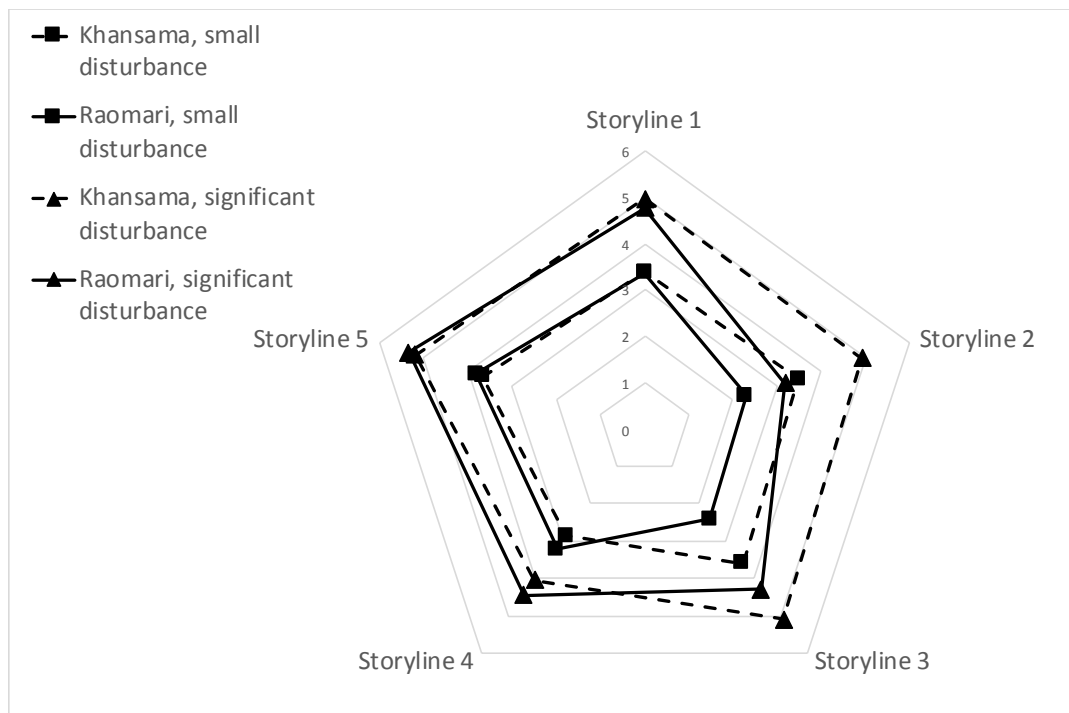 Khansama, small
disturbance
Raomari, small
disturbance
Khansama, significant
disturbance
Raomari, significant
disturbance
Storyline 1
6
5
4
3
2
1
0
Storyline 2
Storyline 3
Storyline 4
Storyline 5